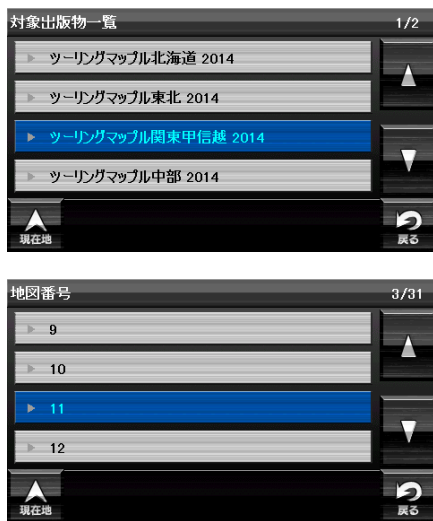 対象出版物一覧 1/2
ツーリングマップル北海道 2014
ツーリングマップル東北 2014
ツーリングマップル関東甲信越 2014
ツーリングマップル中部 2014
現在地 戻る
地図番号 3/31
9
10
11
12
現在地 戻る